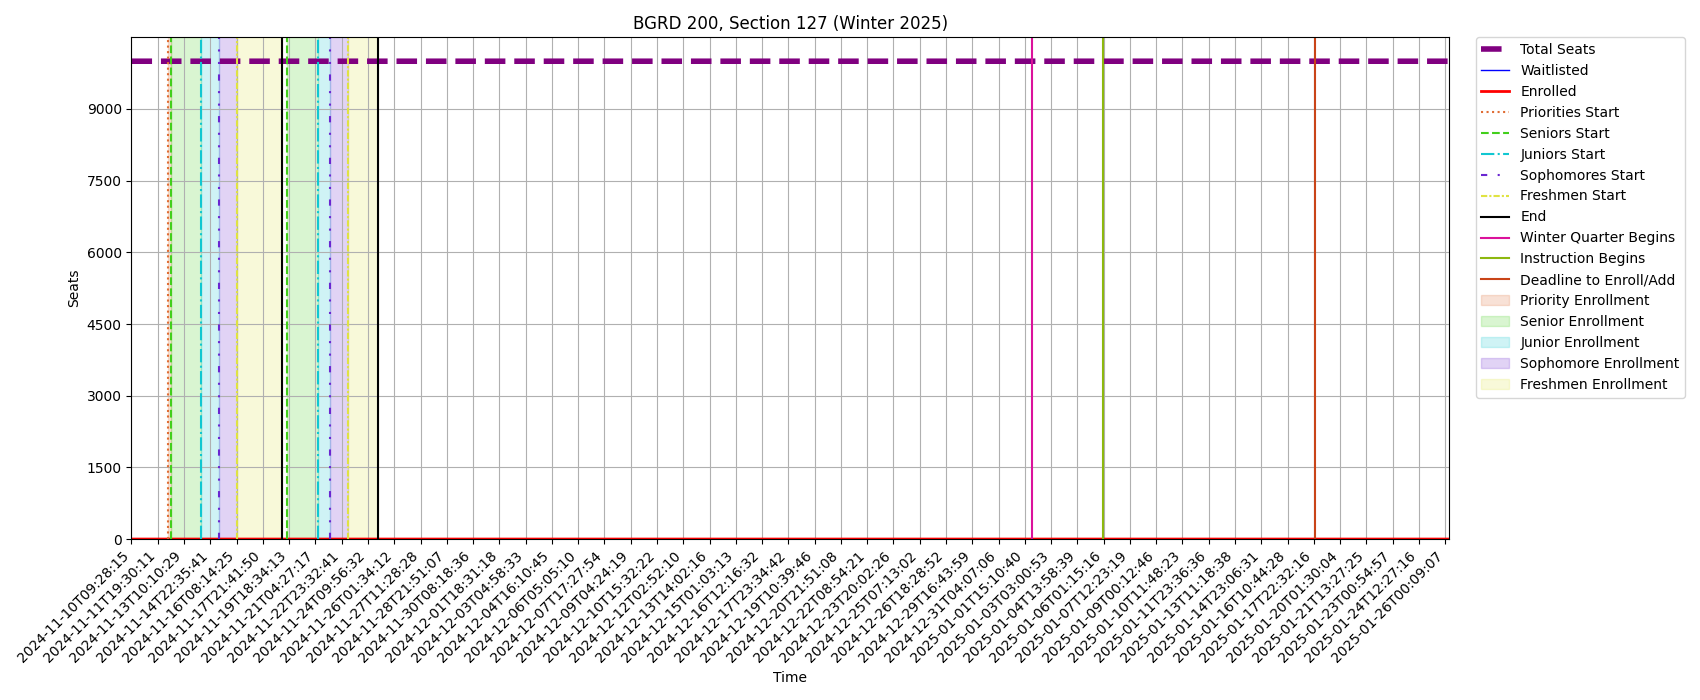 BGRD 200, Section 127 (Winter 2025)
Total Seats
Waitlisted
Enrolled
Priorities Start
Seniors Start
Juniors Start
Sophomores Start
Freshmen Start
End
Winter Quarter Begins
Instruction Begins
Deadline to Enroll/Add
Priority Enrollment
Senior Enrollment
Junior Enrollment
Sophomore Enrollment
Freshmen Enrollment
Seats
9000
7500
6000
4500
3000
1500
0
2024-11-10T09:28:15
2024-11-11T19:30:11
2024-11-13T10:10:29
2024-11-14T22:35:41
2024-11-16T08:14:25
2024-11-17T21:41:50
2024-11-19T18:34:13
2024-11-21T04:27:17
2024-11-22T23:32:41
2024-11-24T09:56:32
2024-11-26T01:34:12
2024-11-27T11:28:28
2024-11-28T21:51:07
2024-11-30T08:18:36
2024-12-01T18:31:18
2024-12-03T04:58:33
2024-12-04T16:10:45
2024-12-06T05:05:10
2024-12-07T17:27:54
2024-12-09T04:24:19
2024-12-10T15:32:22
2024-12-12T02:52:10
2024-12-13T14:02:16
2024-12-15T01:03:13
2024-12-16T12:16:32
2024-12-17T23:34:42
2024-12-19T10:39:46
2024-12-20T21:51:08
2024-12-22T08:54:21
2024-12-23T20:02:26
2024-12-25T07:13:02
2024-12-26T18:28:52
2024-12-29T16:43:59
2024-12-31T04:07:06
2025-01-01T15:10:40
2025-01-03T03:00:53
2025-01-04T13:58:39
2025-01-06T01:15:16
2025-01-07T12:23:19
2025-01-09T00:12:46
2025-01-10T11:48:23
2025-01-11T23:36:36
2025-01-13T11:18:38
2025-01-14T23:06:31
2025-01-16T10:44:28
2025-01-17T22:32:16
2025-01-20T01:30:04
2025-01-21T13:27:25
2025-01-23T00:54:57
2025-01-24T12:27:16
2025-01-26T00:09:07
Time